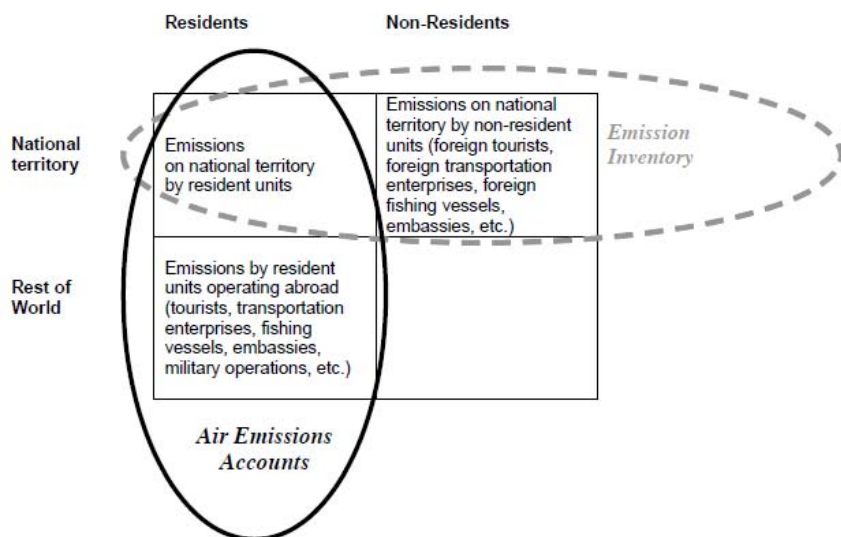 Residents
Non-Residents
National
territory
Emissions
on national territory
by resident units
Emissions on national
territory by non-resident
units (foreign tourists,
foreign transportation
enterprises, foreign
fishing vessels,
embassies, etc.)
Emission
Inventory
Rest of
World
Emissions by resident
units operating abroad
(tourists, transportation
enterprises, fishing
vessels, embassies,
military operations, etc.)
Air Emissions
Accounts